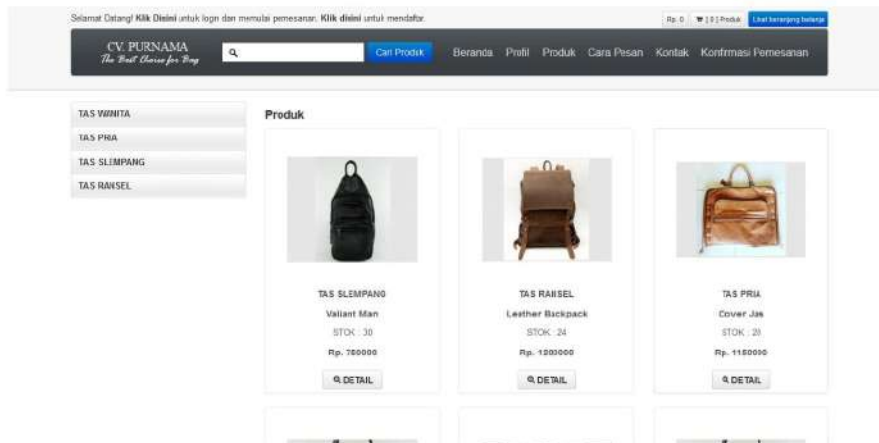 Selamat Datang! Klik Disini untuk login dan memulai pemesanan. Klik disini untuk mendaftar.
Rp. 0 [ 0 ] Produk Lihat keranjang belanja
CV. PURNAMA
The Best Choice for Bag
Cari Produk
Beranda Profil Produk Cara Pesan Kontak Konfirmasi Pemesanan
TAS WANITA
TAS PRIA
TAS SLEMPANG
TAS RANSEL
Produk
TAS SLEMPANG
Valiant Man
STOK : 30
Rp. 750000
DETAIL
TAS RANSEL
Leather Backpack
STOK : 24
Rp. 1200000
DETAIL
TAS PRIA
Cover Jas
STOK : 20
Rp. 1150000
DETAIL